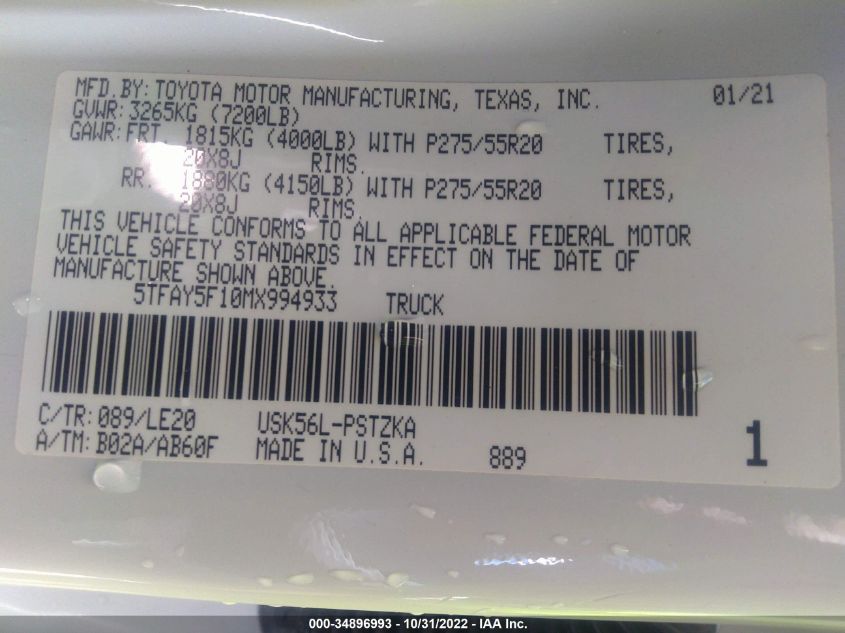 MFD.BY: TOYOTA MOTOR MANUFACTURING, TEXAS, INC. 01/21
GVWR: 3265KG (7200LB)
GAWR: FRT. 1815KG (4000LB) WITH P275/55R20 TIRES,
20X8J RIMS.
RR. 1880KG (4150LB) WITH P275/55R20 TIRES,
20X8J RIMS.
THIS VEHICLE CONFORMS TO ALL APPLICABLE FEDERAL MOTOR
VEHICLE SAFETY STANDARDS IN EFFECT ON THE DATE OF
MANUFACTURE SHOWN ABOVE.
5TFAY5F10MX994933 TRUCK
C/TR: 089/LE20 USK56L-PSTZKA
A/TM: B02A/AB60F MADE IN U.S.A. 889 1
000-34896993 - 10/31/2022 - IAA Inc.